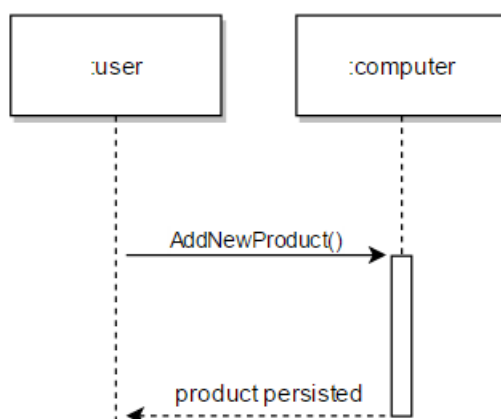 :user
:computer
AddNewProduct()
product persisted